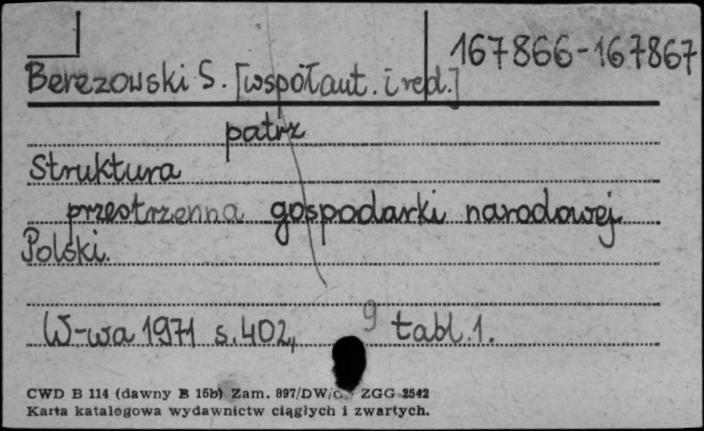 167866-167867
Berezowski S. [współaut. i red.]
patrz
Struktura
przestrzenna gospodarki narodowej
Polski.
W-wa 1971 s. 402, 9 tabl. 1.
CWD B 114 (dawny B 15b) Zam. 897/DW/ ZGG 2542
Karta katalogowa wydawnictw ciągłych i zwartych.